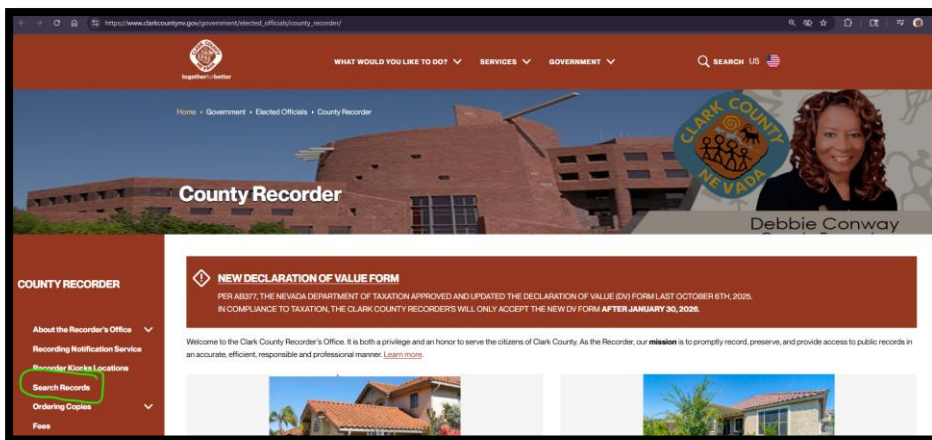 https://www.clarkcountynv.gov/government/elected_officials/county_recorder/
CLARK COUNTY
NEVADA
togetherforbetter
WHAT WOULD YOU LIKE TO DO?
SERVICES
GOVERNMENT
SEARCH
US
Home • Government • Elected Officials • County Recorder
CLARK COUNTY
NEVADA
County Recorder
Debbie Conway
COUNTY RECORDER
NEW DECLARATION OF VALUE FORM
PER AB377, THE NEVADA DEPARTMENT OF TAXATION APPROVED AND UPDATED THE DECLARATION OF VALUE (DV) FORM LAST OCTOBER 6TH, 2025.
IN COMPLIANCE TO TAXATION, THE CLARK COUNTY RECORDER'S WILL ONLY ACCEPT THE NEW DV FORM AFTER JANUARY 30, 2026.
About the Recorder's Office
Recording Notification Service
Recorder Kiocks Locations
Search Records
Ordering Copies
Fees
Welcome to the Clark County Recorder's Office. It is both a privilege and an honor to serve the citizens of Clark County. As the Recorder, our mission is to promptly record, preserve, and provide access to public records in
an accurate, efficient, responsible and professional manner. Learn more.